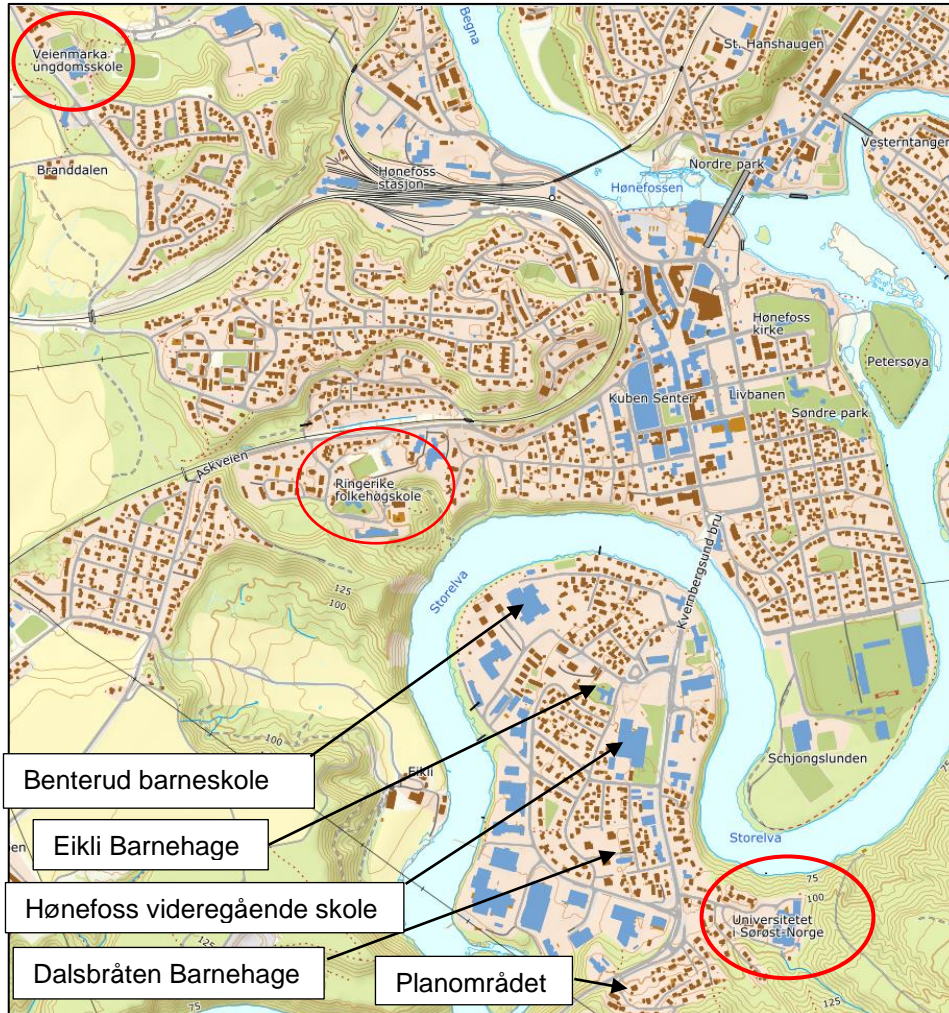 Begna
St. Hanshaugen
Veienmarka
ungdomsskole
Vesterntangen
Nordre park
Branddalen
Hønefoss
stasjon
Hønefossen
Hønefoss
kirke
Petersøya
Kuben Senter
Livbanen
Søndre park
Askveien
Ringerike
folkehøgskole
Kvernbergsund bru
125
100
Storelva
100
Schjongslunden
75
Benterud barneskole
Eikli
Eikli Barnehage
Storelva
75
100
Hønefoss videregående skole
Universitetet
i Sørøst-Norge
125
Dalsbråten Barnehage
Planområdet
125
75